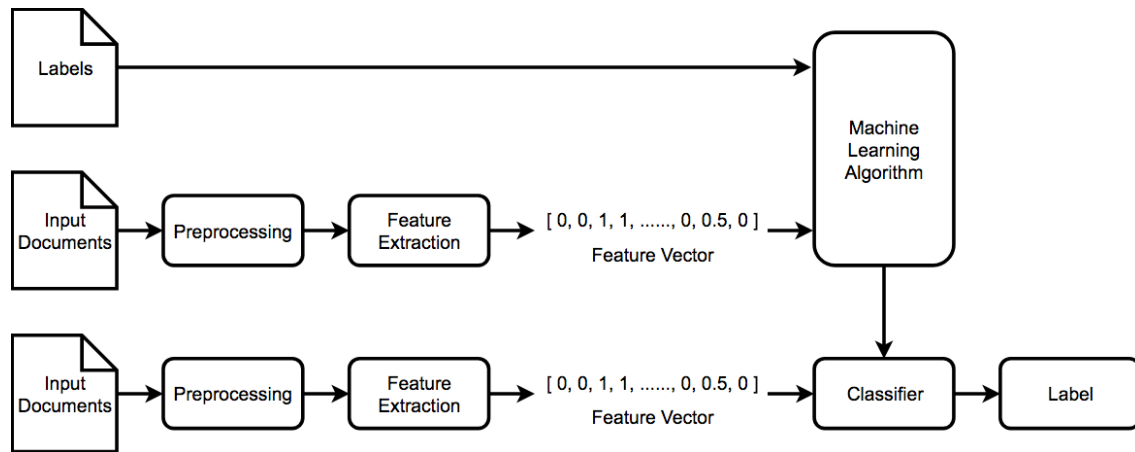 Labels
Machine
Learning
Algorithm
Input
Documents
Preprocessing
Feature
Extraction
[ 0, 0, 1, 1, ......, 0, 0.5, 0 ]
Feature Vector
Input
Documents
Preprocessing
Feature
Extraction
[ 0, 0, 1, 1, ......, 0, 0.5, 0 ]
Feature Vector
Classifier
Label